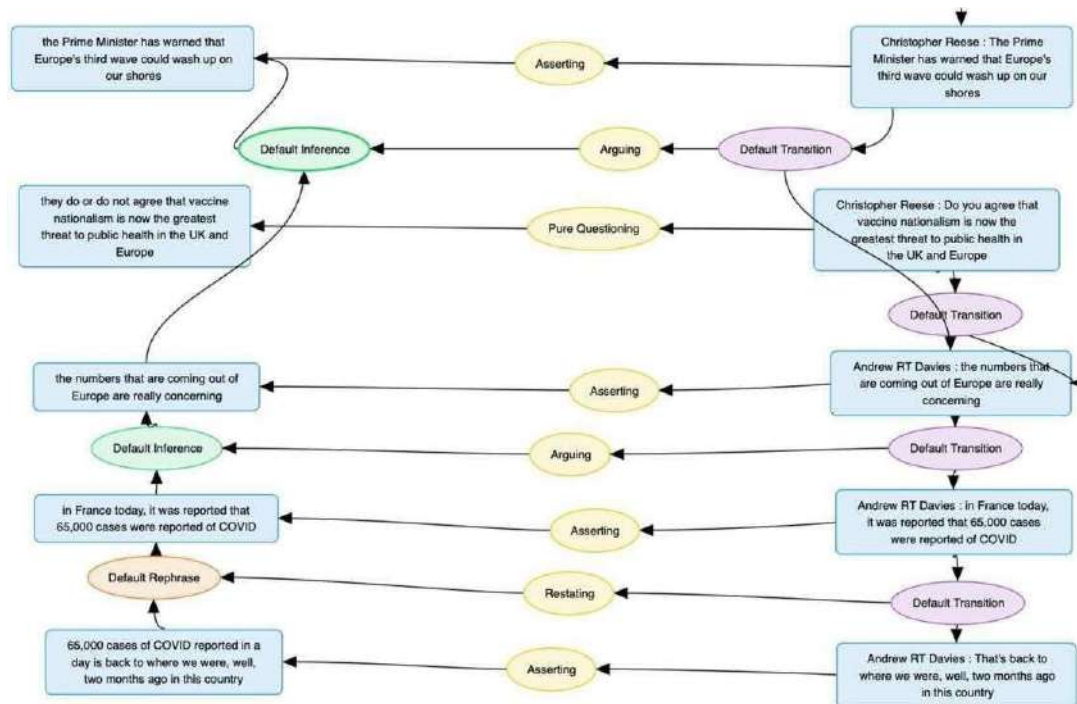 the Prime Minister has warned that
Europe's third wave could wash up on
our shores
Asserting
Christopher Reese : The Prime
Minister has warned that Europe's
third wave could wash up on our
shores
Default Inference
Arguing
Default Transition
they do or do not agree that vaccine
nationalism is now the greatest
threat to public health in the UK and
Europe
Pure Questioning
Christopher Reese : Do you agree that
vaccine nationalism is now the
greatest threat to public health in
the UK and Europe
Default Transition
the numbers that are coming out of
Europe are really concerning
Asserting
Andrew RT Davies : the numbers that
are coming out of Europe are really
concerning
Default Inference
Arguing
Default Transition
in France today, it was reported that
65,000 cases were reported of COVID
Asserting
Andrew RT Davies : in France today,
it was reported that 65,000 cases
were reported of COVID
Default Rephrase
Restating
Default Transition
65,000 cases of COVID reported in a
day is back to where we were, well,
two months ago in this country
Asserting
Andrew RT Davies : That's back to
where we were, well, two months ago
in this country